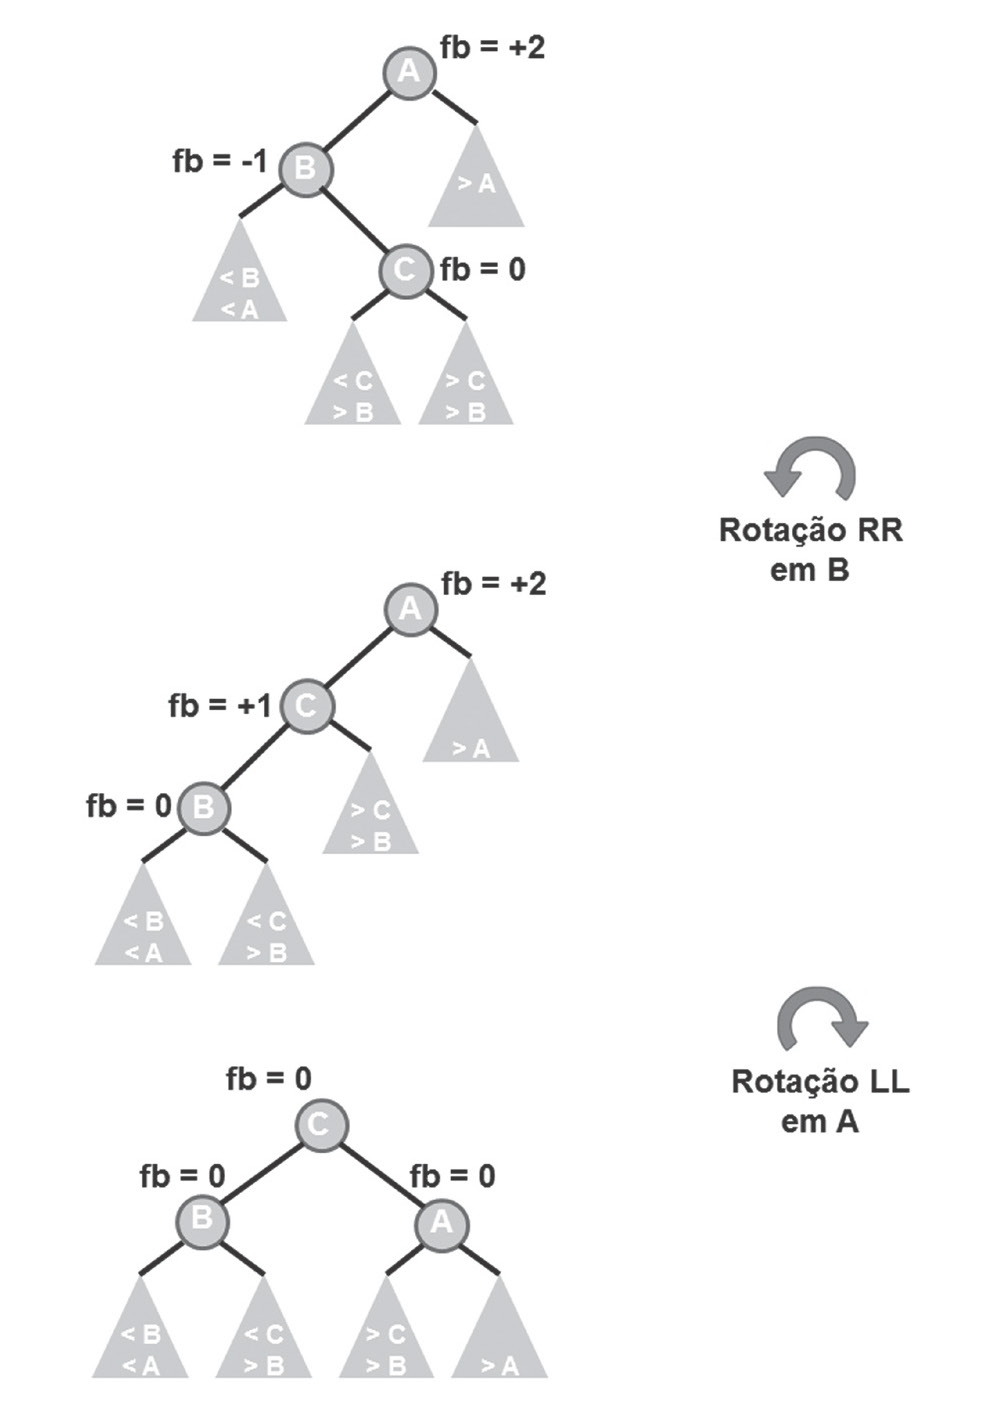 fb = +2
A
fb = -1
B
> A
< B
< A
C
fb = 0
< C
> B
> C
> B
Rotação RR
em B
fb = +2
A
fb = +1
C
> A
fb = 0
B
> C
> B
< B
< A
< C
> B
Rotação LL
em A
fb = 0
C
fb = 0
B
fb = 0
A
< B
< A
< C
> B
> C
> B
> A